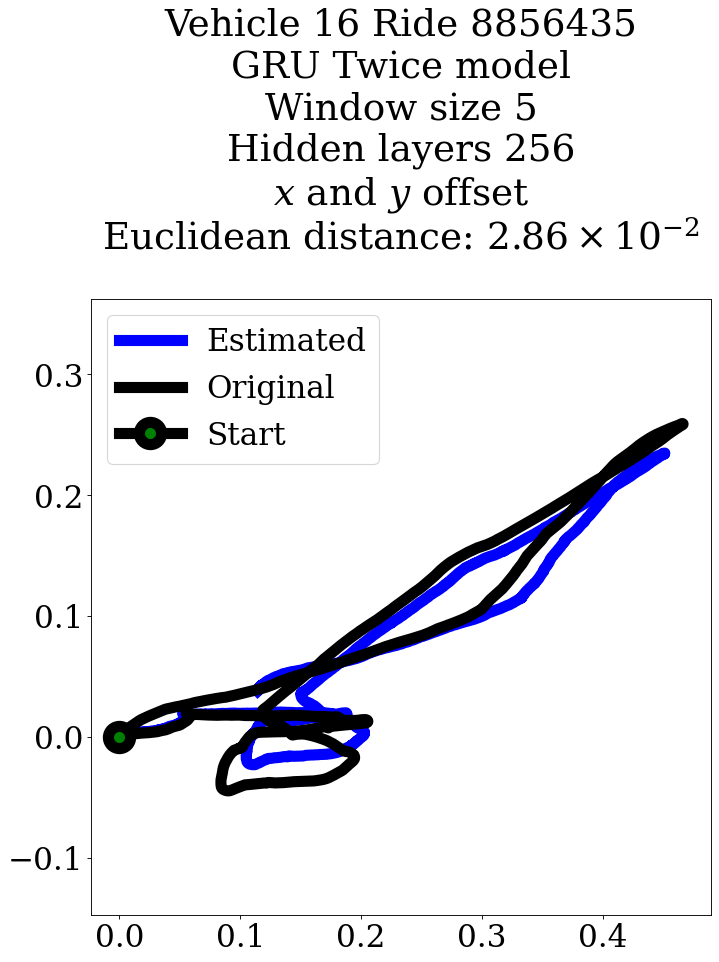 Vehicle 16 Ride 8856435
GRU Twice model
Window size 5
Hidden layers 256
x and y offset
Euclidean distance: 2.86 × 10⁻²
Estimated
Original
Start
0.3
0.2
0.1
0.0
−0.1
0.0 0.1 0.2 0.3 0.4